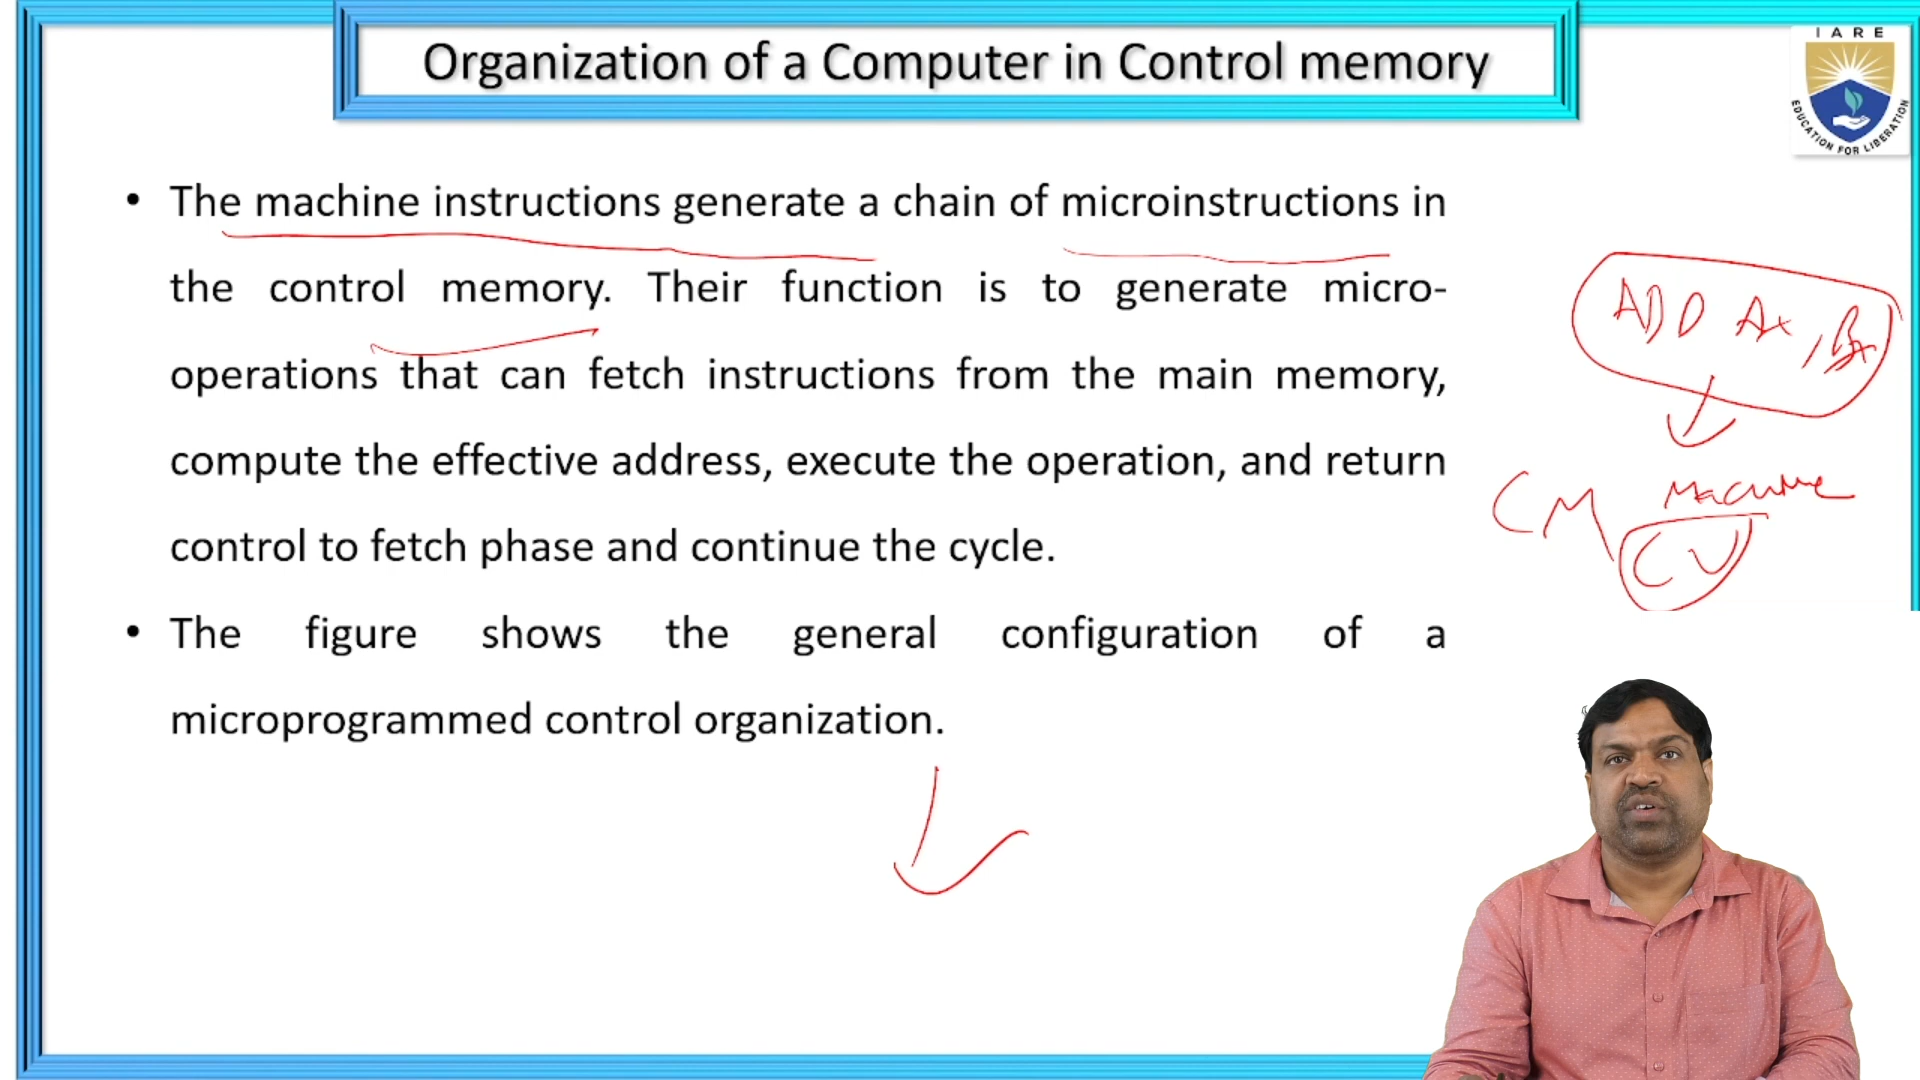 Organization of a Computer in Control memory
I A R E
EDUCATION FOR LIBERATION
• The machine instructions generate a chain of microinstructions in
the control memory. Their function is to generate micro-
operations that can fetch instructions from the main memory,
compute the effective address, execute the operation, and return
control to fetch phase and continue the cycle.
• The figure shows the general configuration of a
microprogrammed control organization.
ADD Ax, Bx
Machine
CM
CU